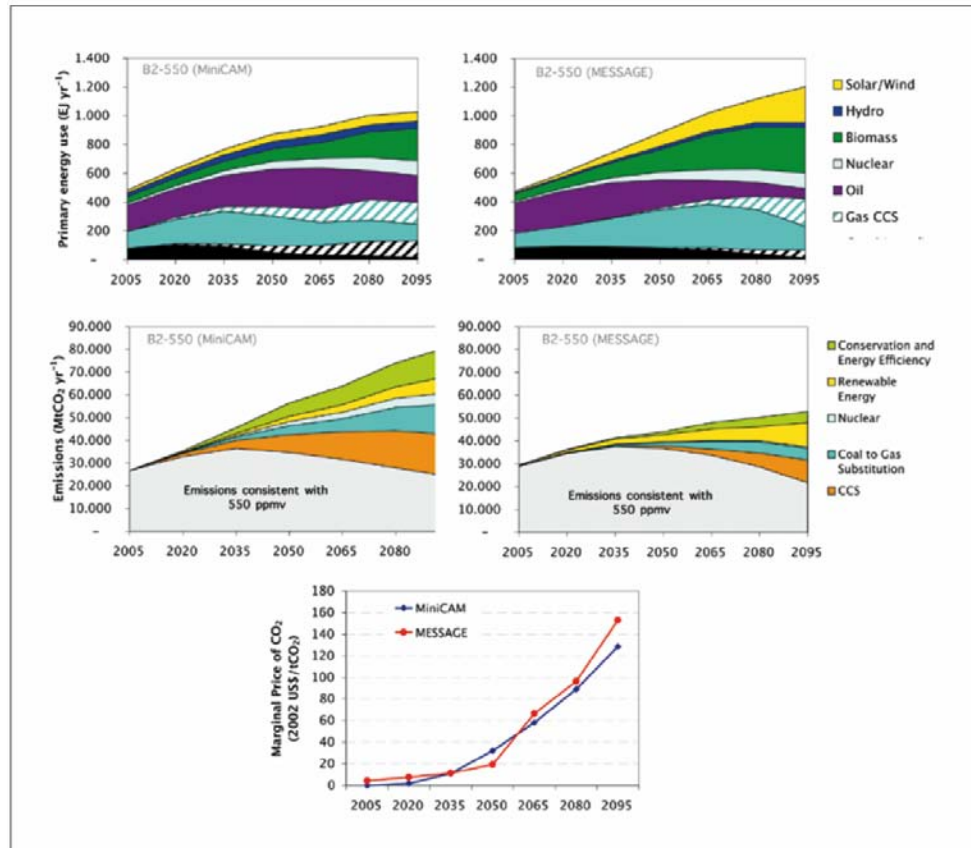 1.400
1.200
1.000
800
600
400
200
-
Primary energy use (EJ yr⁻¹)
B2-550 (MiniCAM)
2005 2020 2035 2050 2065 2080 2095
1.400
1.200
1.000
800
600
400
200
-
B2-550 (MESSAGE)
2005 2020 2035 2050 2065 2080 2095
Solar/Wind
Hydro
Biomass
Nuclear
Oil
Gas CCS
90.000
80.000
70.000
60.000
50.000
40.000
30.000
20.000
10.000
-
Emissions (MtCO₂ yr⁻¹)
B2-550 (MiniCAM)
Emissions consistent with
550 ppmv
2005 2020 2035 2050 2065 2080
90.000
80.000
70.000
60.000
50.000
40.000
30.000
20.000
10.000
-
B2-550 (MESSAGE)
Emissions consistent with
550 ppmv
2005 2020 2035 2050 2065 2080 2095
Conservation and
Energy Efficiency
Renewable
Energy
Nuclear
Coal to Gas
Substitution
CCS
180
160
140
120
100
80
60
40
20
0
Marginal Price of CO₂
(2002 US$/tCO₂)
MiniCAM
MESSAGE
2005 2020 2035 2050 2065 2080 2095